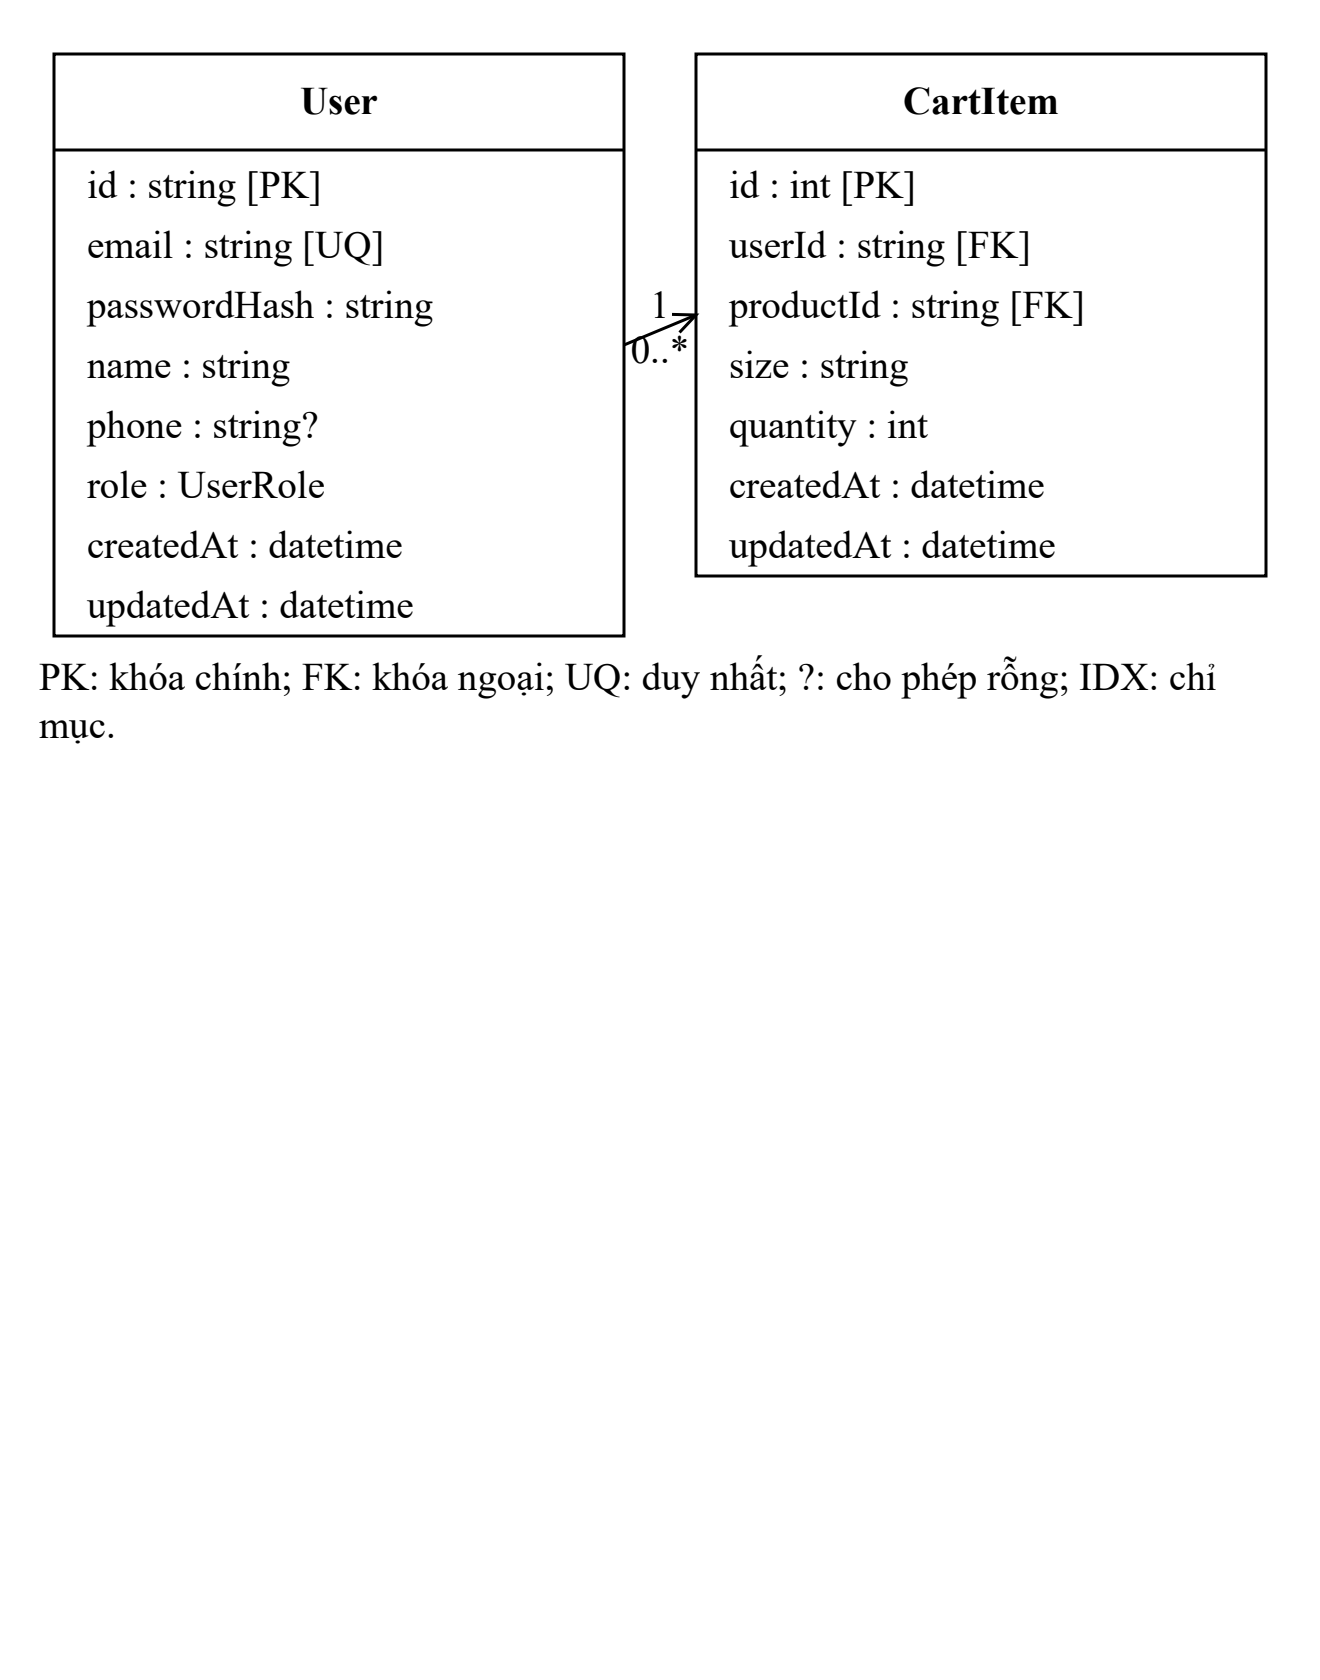 User
id : string [PK]
email : string [UQ]
passwordHash : string
name : string
phone : string?
role : UserRole
createdAt : datetime
updatedAt : datetime
1
0..*
CartItem
id : int [PK]
userId : string [FK]
productId : string [FK]
size : string
quantity : int
createdAt : datetime
updatedAt : datetime
PK: khóa chính; FK: khóa ngoại; UQ: duy nhất; ?: cho phép rỗng; IDX: chỉ
mục.